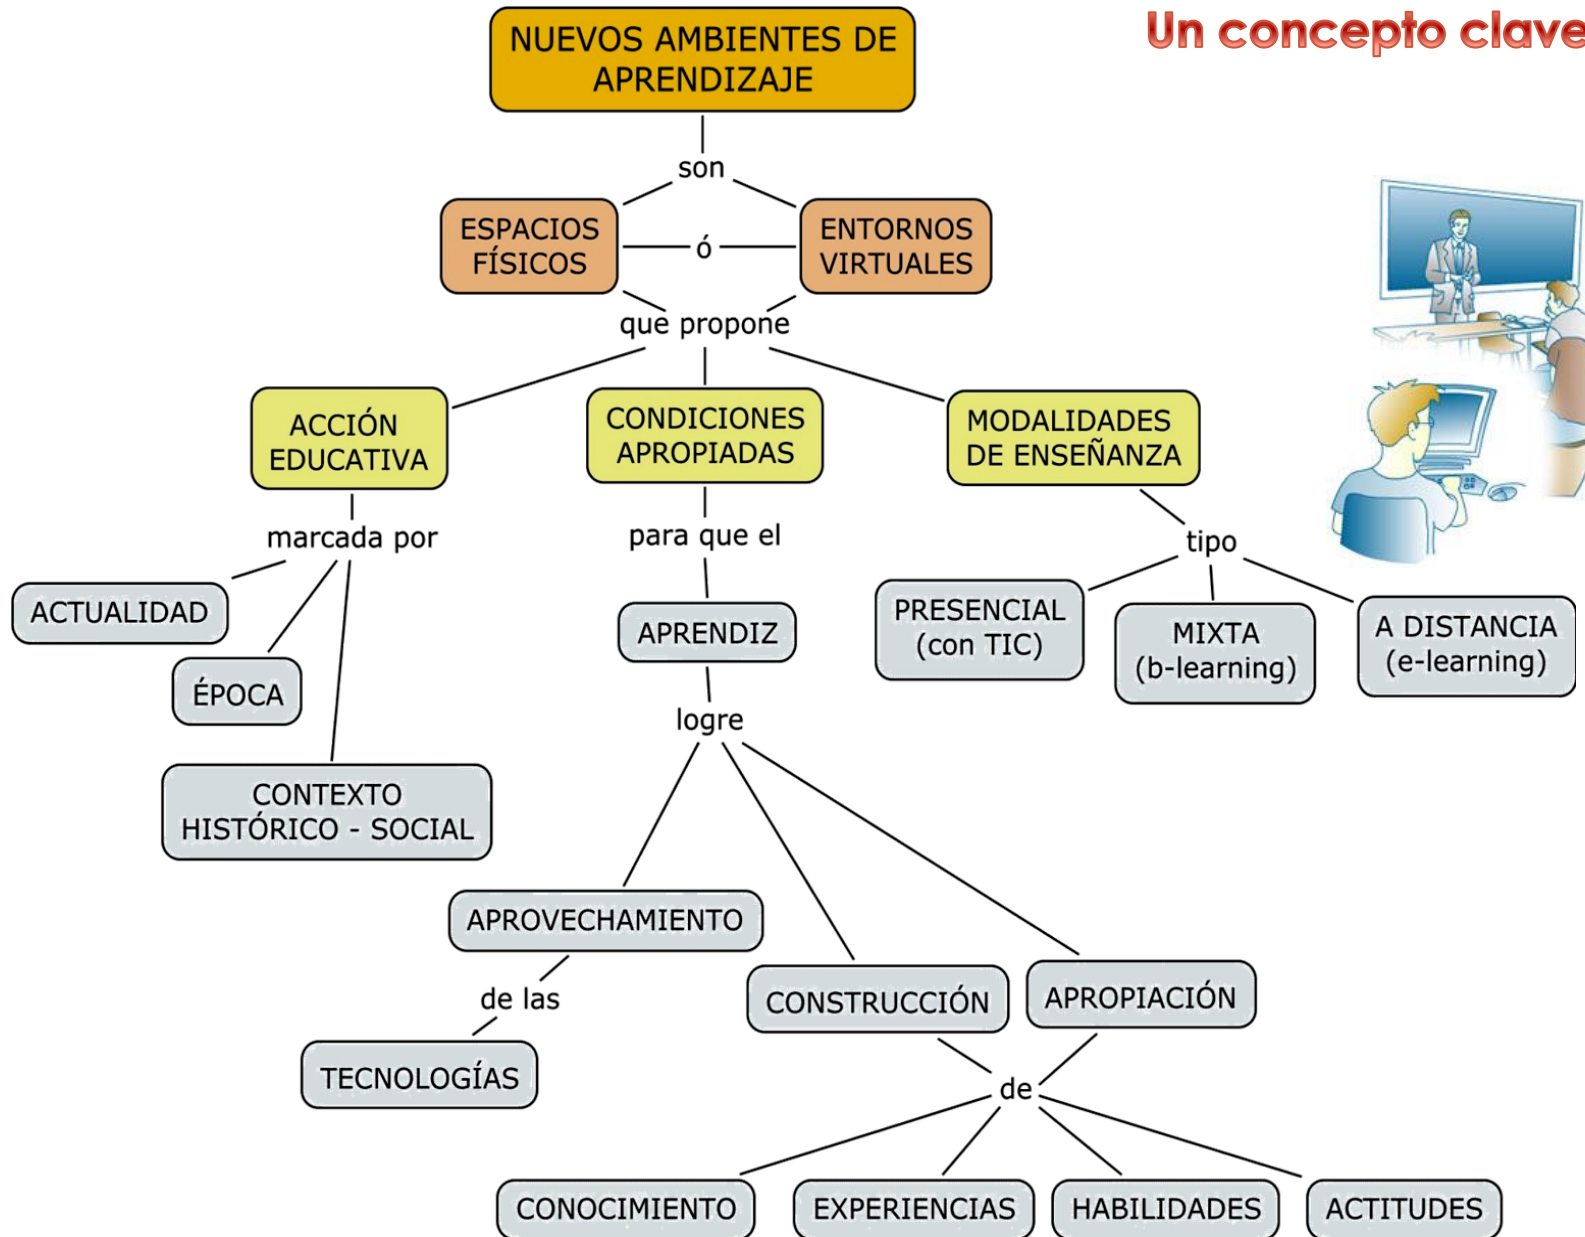 Un concepto clave
NUEVOS AMBIENTES DE
APRENDIZAJE
son
ESPACIOS
FÍSICOS
ó
ENTORNOS
VIRTUALES
que propone
ACCIÓN
EDUCATIVA
CONDICIONES
APROPIADAS
MODALIDADES
DE ENSEÑANZA
marcada por
para que el
tipo
ACTUALIDAD
ÉPOCA
CONTEXTO
HISTÓRICO - SOCIAL
APRENDIZ
PRESENCIAL
(con TIC)
MIXTA
(b-learning)
A DISTANCIA
(e-learning)
logre
APROVECHAMIENTO
de las
TECNOLOGÍAS
CONSTRUCCIÓN
APROPIACIÓN
de
CONOCIMIENTO
EXPERIENCIAS
HABILIDADES
ACTITUDES